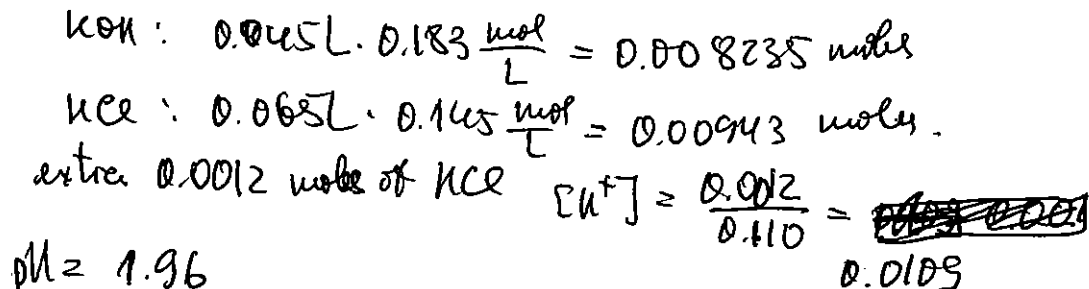 KOH: 0.045L · 0.183 mol/L = 0.008235 moles
HCl: 0.065L · 0.145 mol/L = 0.00943 moles.
extra 0.0012 moles of HCl [H⁺] = 0.0012/0.110 =
0.0109
pH = 1.96